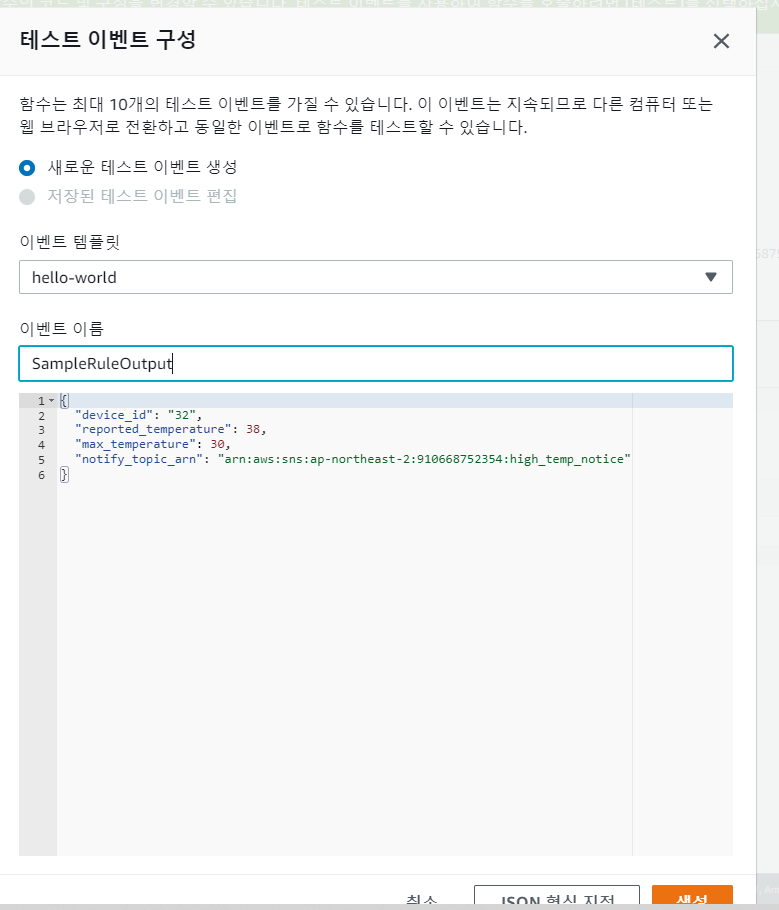 테스트 이벤트 구성
함수는 최대 10개의 테스트 이벤트를 가질 수 있습니다. 이 이벤트는 지속되므로 다른 컴퓨터 또는
웹 브라우저로 전환하고 동일한 이벤트로 함수를 테스트할 수 있습니다.
새로운 테스트 이벤트 생성
저장된 테스트 이벤트 편집
이벤트 템플릿
hello-world
이벤트 이름
SampleRuleOutput
1 {
2 "device_id": "32",
3 "reported_temperature": 38,
4 "max_temperature": 30,
5 "notify_topic_arn": "arn:aws:sns:ap-northeast-2:910668752354:high_temp_notice"
6 }
취소 JSON 형식 지정 생성